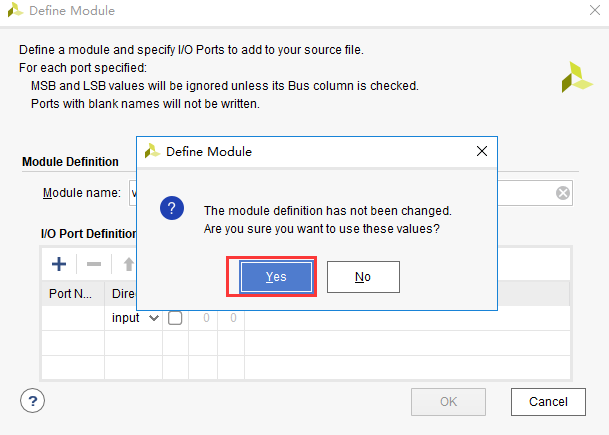 Define Module
Define a module and specify I/O Ports to add to your source file.
For each port specified:
MSB and LSB values will be ignored unless its Bus column is checked.
Ports with blank names will not be written.
Module Definition
Module name:
I/O Port Definition
Port N...
input
0 0
Define Module
The module definition has not been changed.
Are you sure you want to use these values?
Yes No
?
OK Cancel